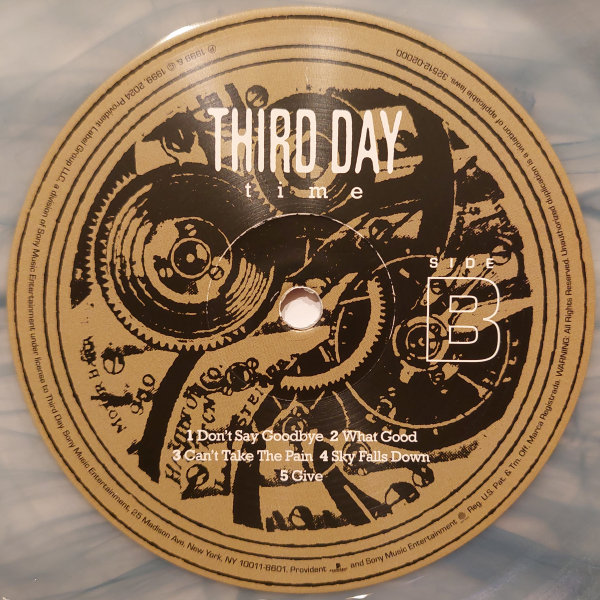 THIRD DAY
time
SIDE
B
1 Don't Say Goodbye 2 What Good
3 Can't Take The Pain 4 Sky Falls Down
5 Give
℗ 1999 & © 1999, 2024 Provident Label Group LLC, a division of Sony Music Entertainment under license to Third Day Sony Music Entertainment, 25 Madison Ave, New York, NY 10011-8601. Provident and Sony Music Entertainment ® Reg. U.S. Pat. & Tm. Off. Marca Registrada. WARNING: All Rights Reserved. Unauthorized duplication is a violation of applicable laws. 32512-02000